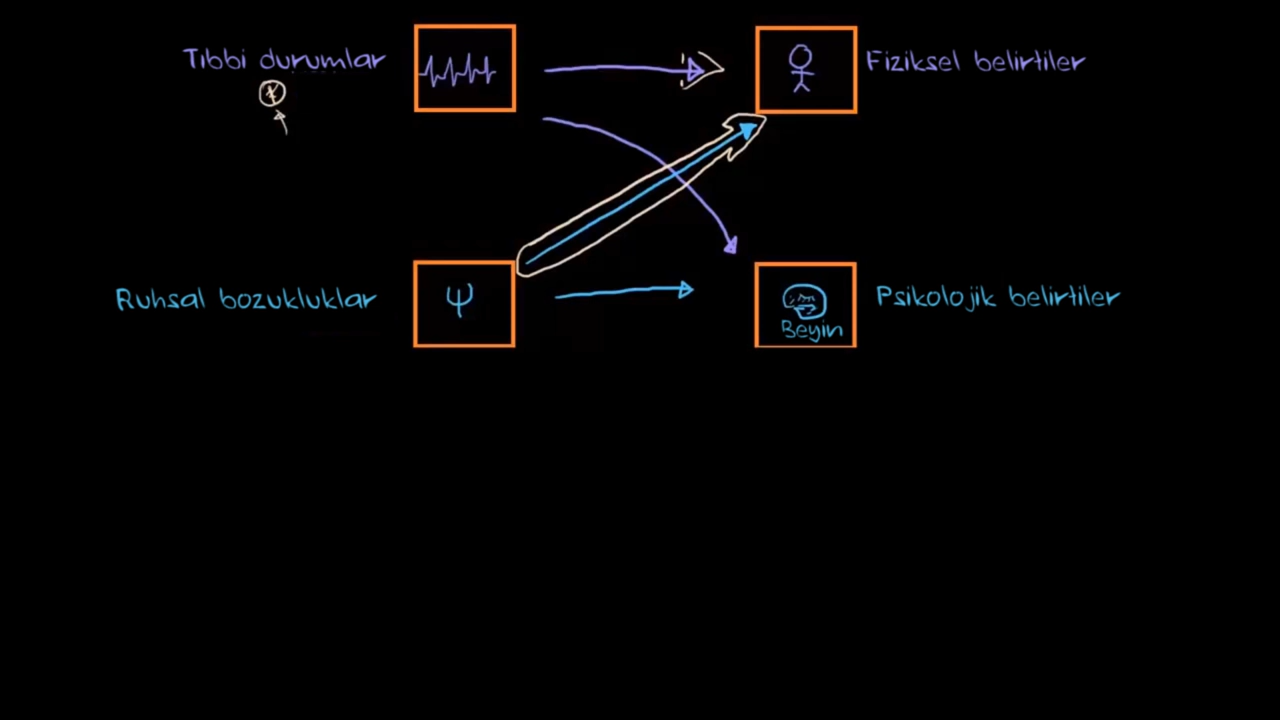 Tıbbi durumlar
Fiziksel belirtiler
Ruhsal bozukluklar
Ψ
Psikolojik belirtiler
Beyin